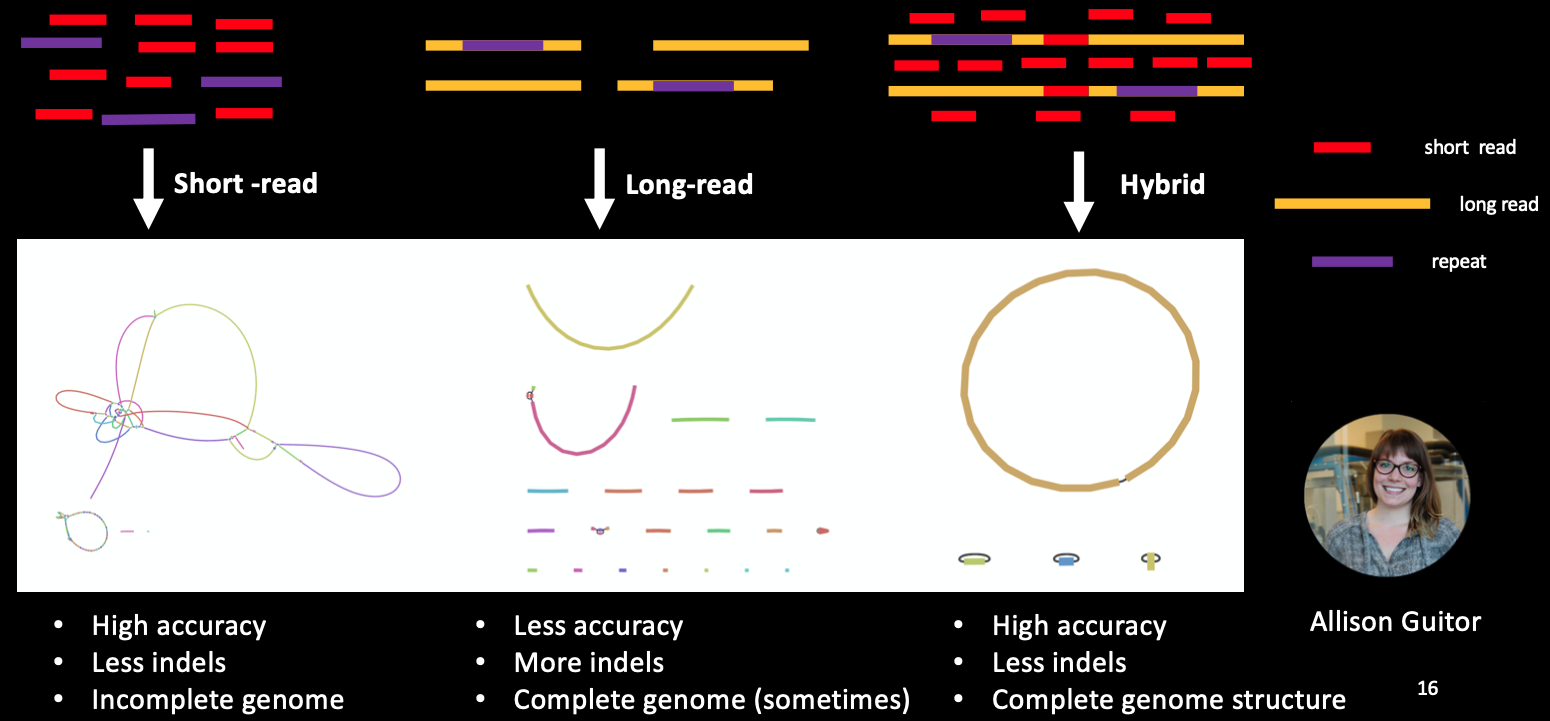 Short -read
Long-read
Hybrid
short  read
long read
repeat
• High accuracy
• Less indels
• Incomplete genome
• Less accuracy
• More indels
• Complete genome (sometimes)
• High accuracy
• Less indels
• Complete genome structure
Allison Guitor
16